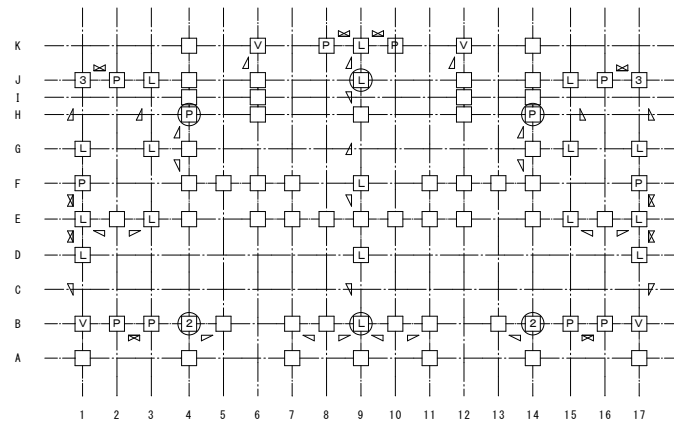 K V P L P V
J 3 P L L L P 3
I
H P P
G L L L L
F P L P
E L L L L
D L L L
C
B V P P 2 L 2 P P V
A
1 2 3 4 5 6 7 8 9 10 11 12 13 14 15 16 17